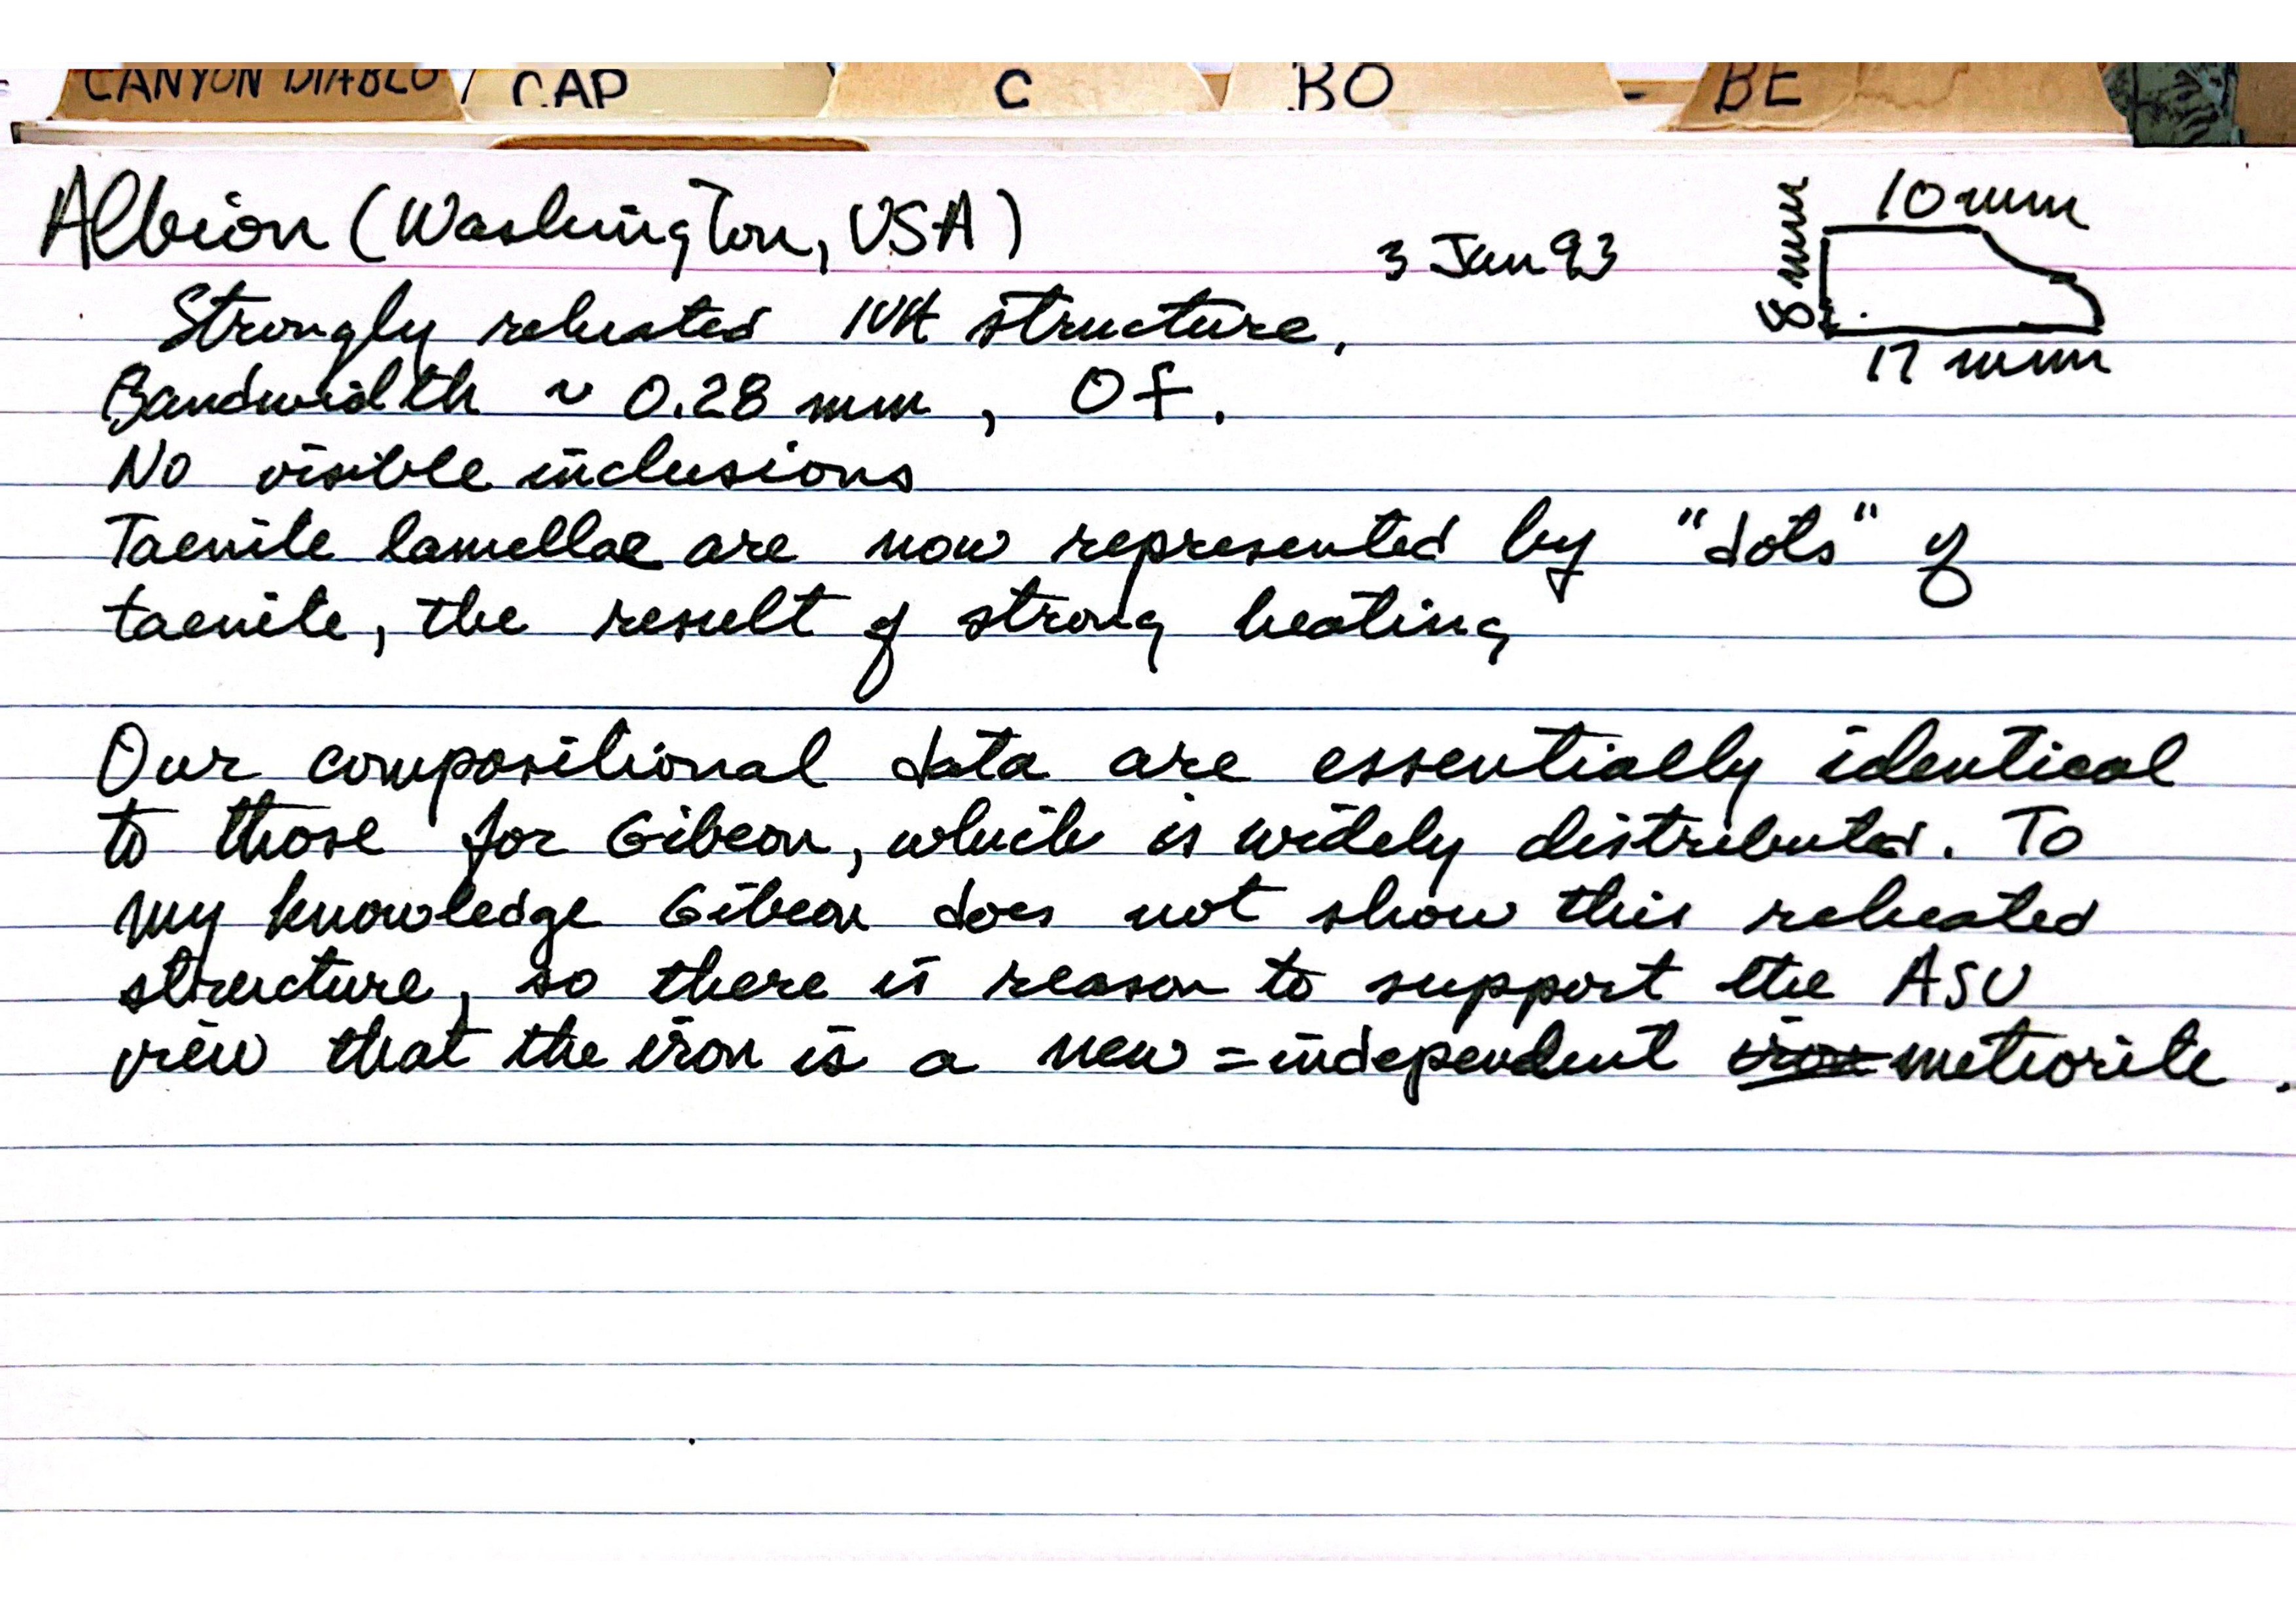 CANYON DIABLO CAP C BO BE
Albion (Washington, USA)
3 Jan 93
10 mm
8 mm
17 mm
Strongly reheated IVA structure.
Bandwidth ~ 0.28 mm, Of.
No visible inclusions
Taenite lamellae are now represented by "dots" of
taenite, the result of strong heating
Our compositional data are essentially identical
to those for Gibeon, which is widely distributed. To
my knowledge Gibeon does not show this reheated
structure, so there is reason to support the ASU
view that the iron is a new = independent iron meteorite.